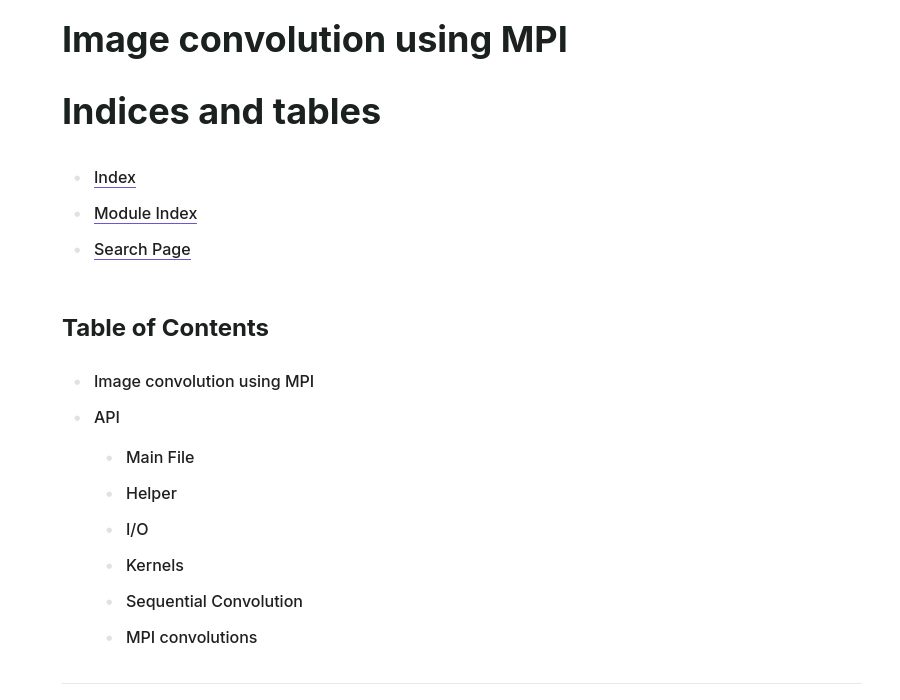 Image convolution using MPI
Indices and tables
Index
Module Index
Search Page
Table of Contents
Image convolution using MPI
API
Main File
Helper
I/O
Kernels
Sequential Convolution
MPI convolutions